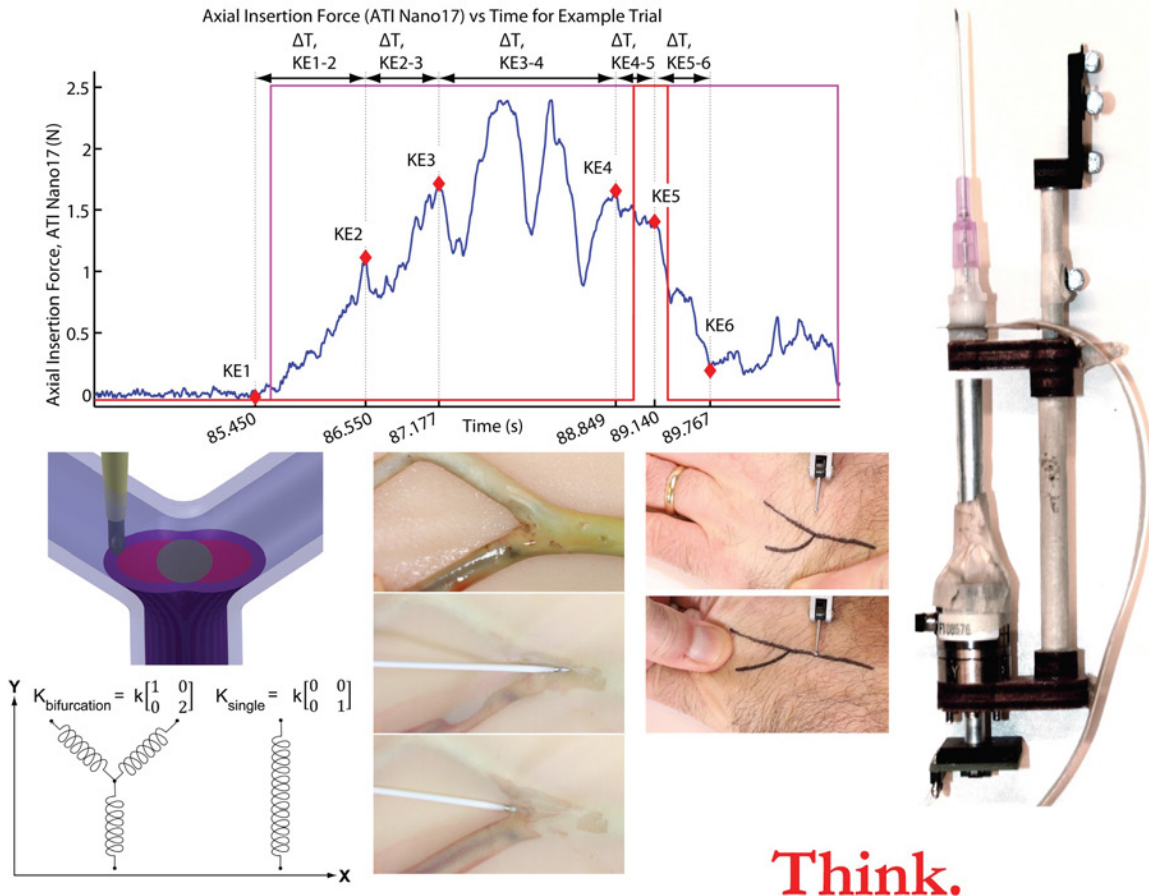 Axial Insertion Force (ATI Nano17) vs Time for Example Trial
ΔT, KE1-2
ΔT, KE2-3
ΔT, KE3-4
ΔT, KE4-5
ΔT, KE5-6
Axial Insertion Force, ATI Nano17 (N)
2.5
2
1.5
1
0.5
0
KE1
KE2
KE3
KE4
KE5
KE6
85.450
86.550
87.177
Time (s)
88.849
89.140
89.767
Y
K bifurcation = k[1 0
0 2]
K single = k[0 0
0 1]
X
Think.